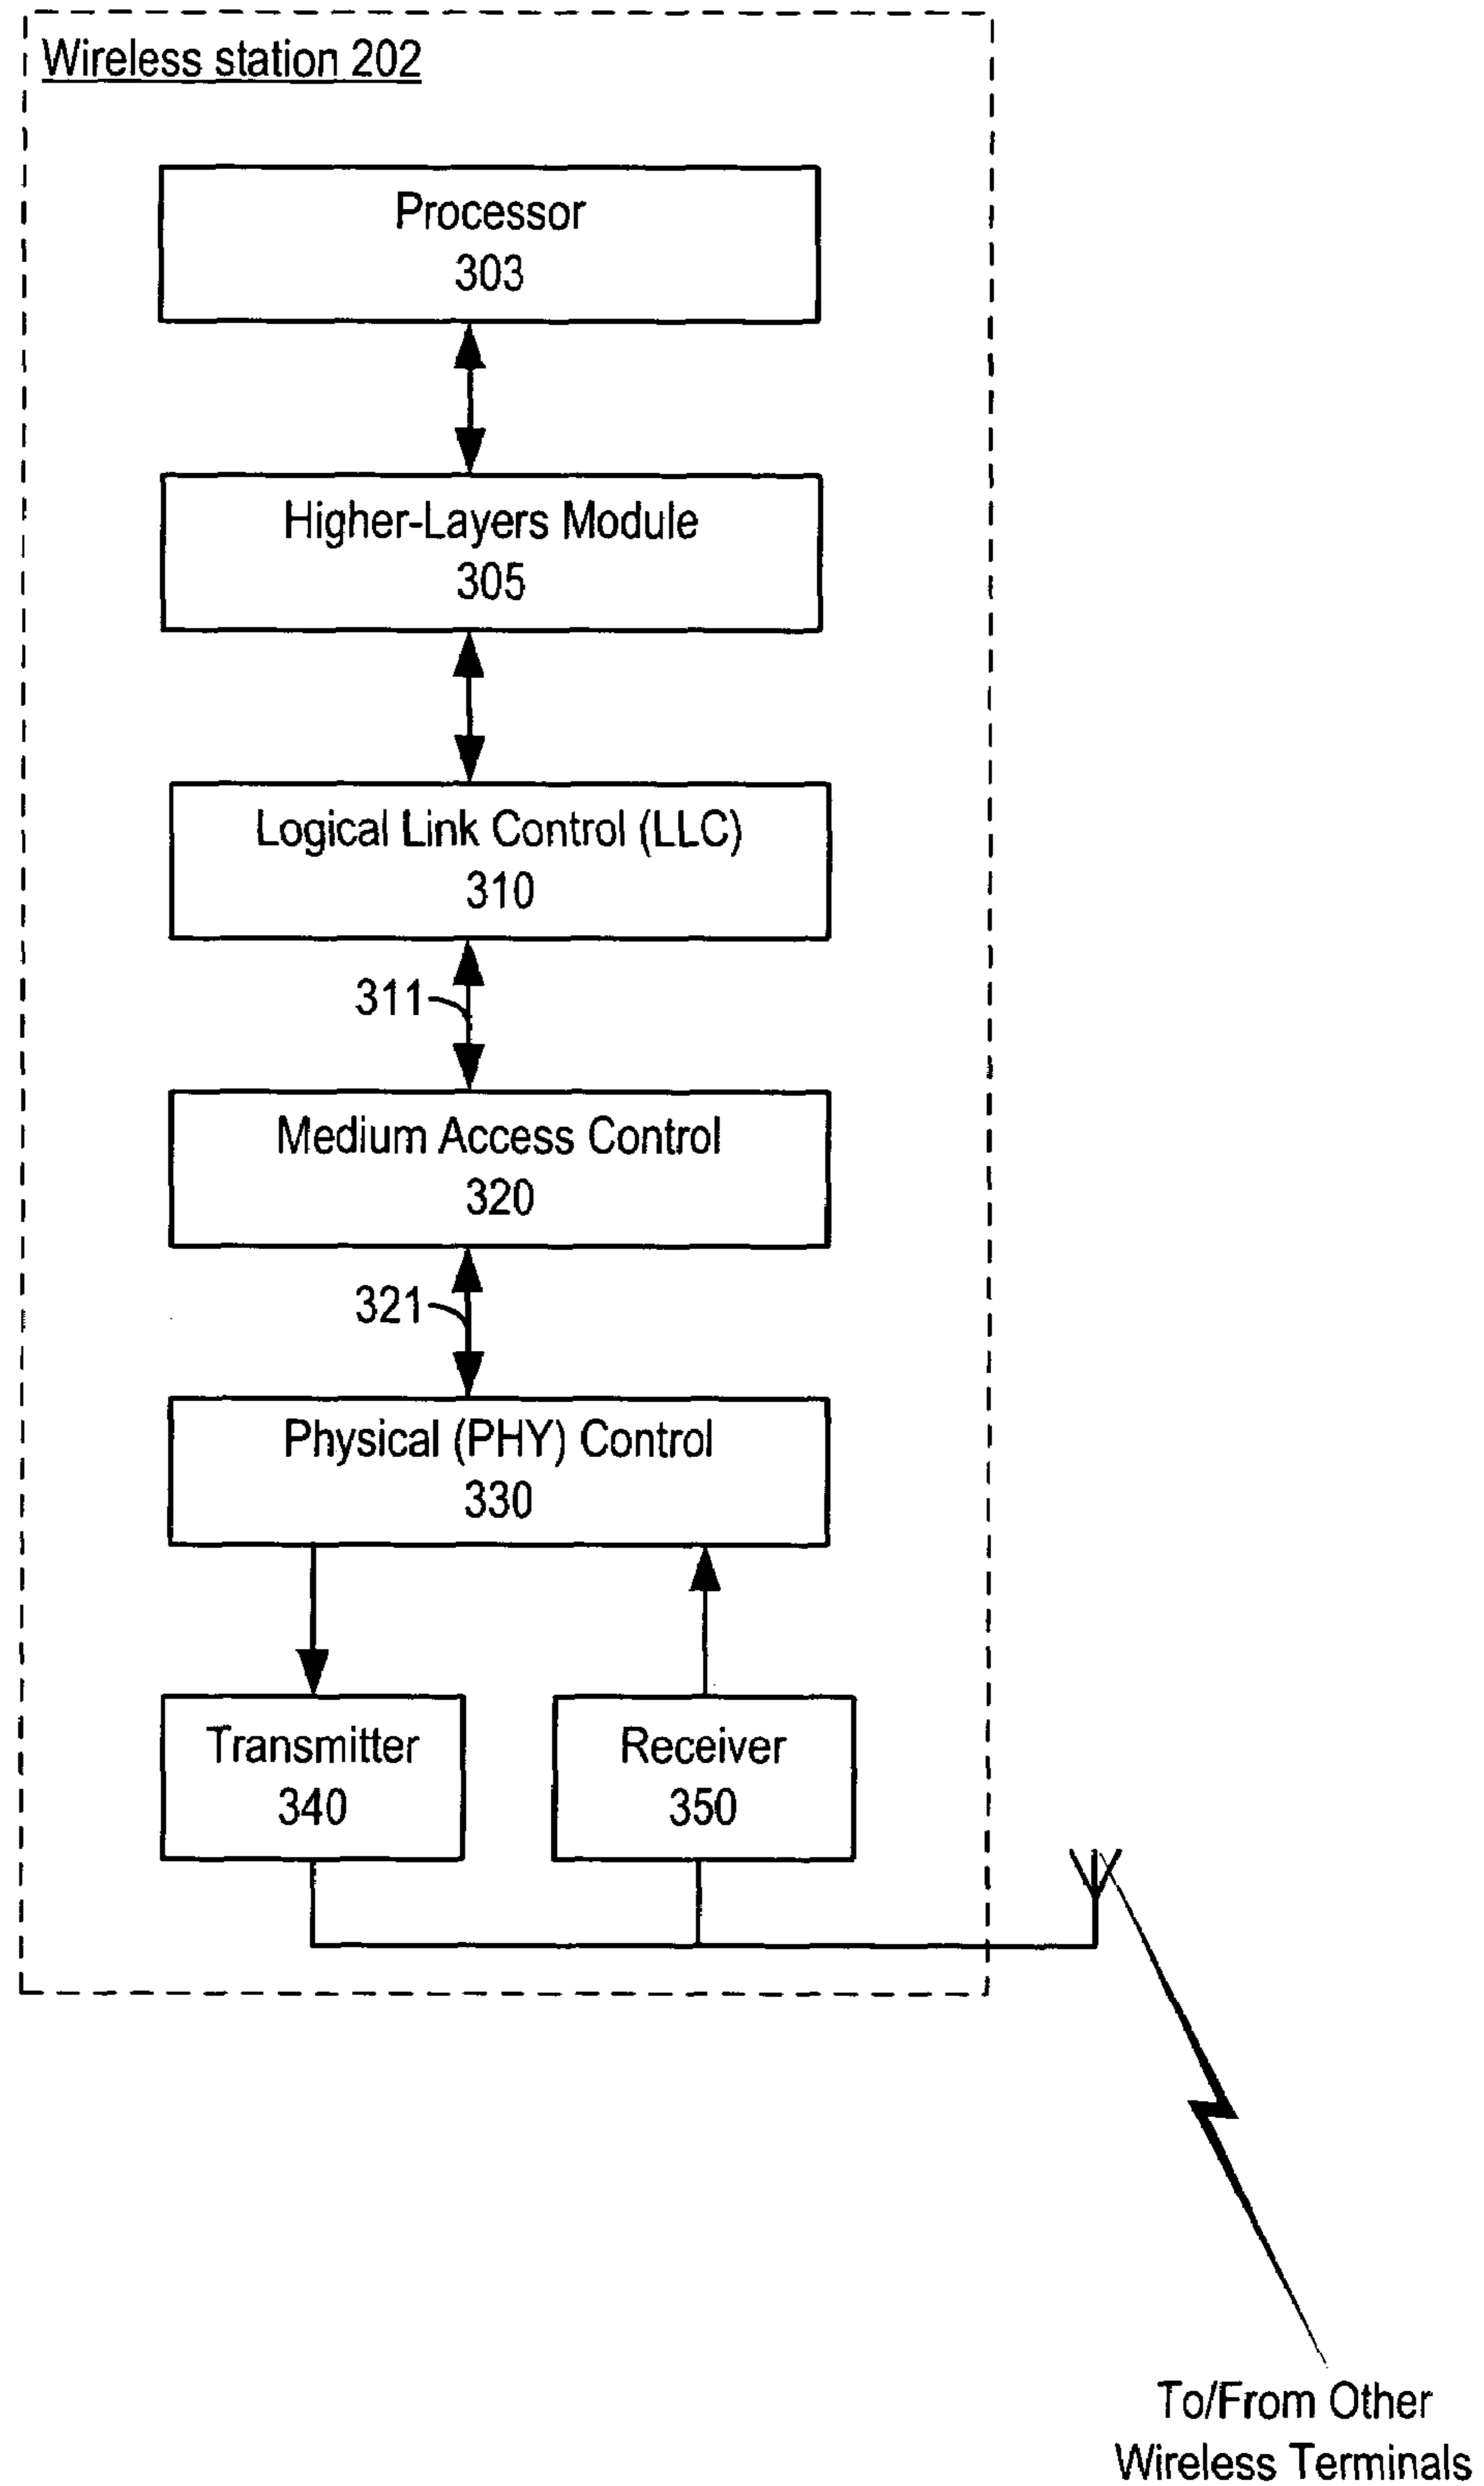 Wireless station 202
Processor
303
Higher-Layers Module
305
Logical Link Control (LLC)
310
311
Medium Access Control
320
321
Physical (PHY) Control
330
Transmitter
340
Receiver
350
To/From Other
Wireless Terminals